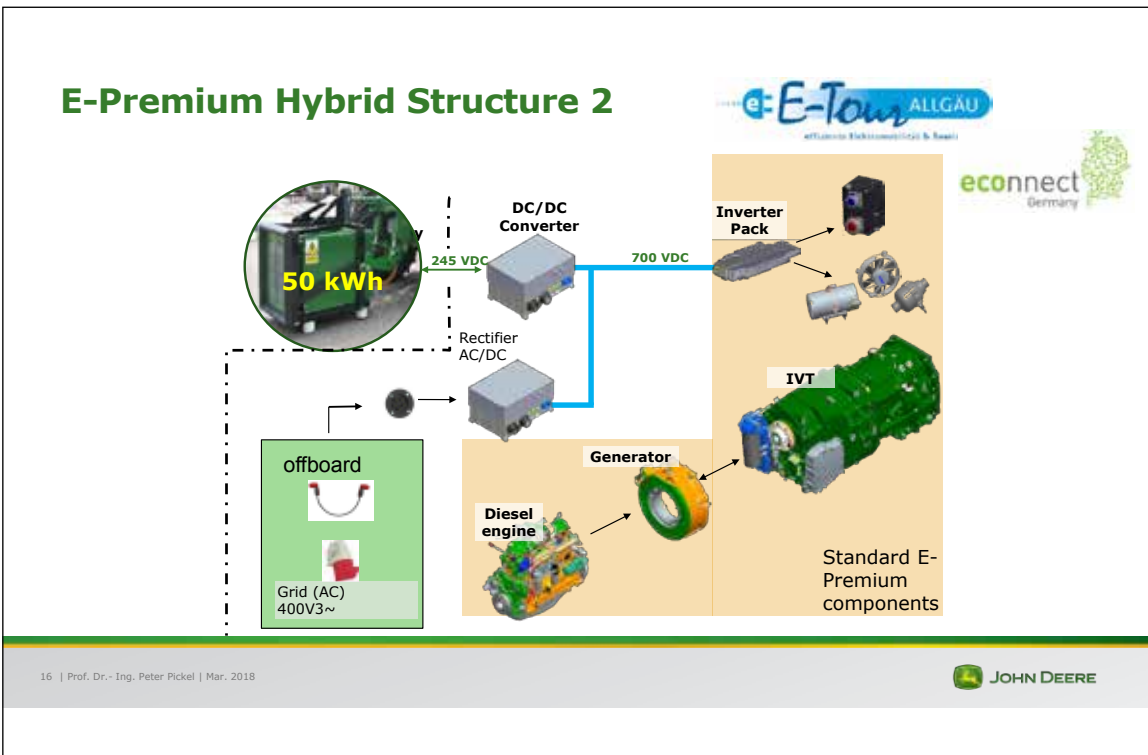 E-Premium Hybrid Structure 2
e E-Tour ALLGÄU
effiziente Elektromobilität &
econnect
Germany
DC/DC
Converter
Inverter
Pack
y
245 VDC
700 VDC
50 kWh
Rectifier
AC/DC
IVT
offboard
Generator
Diesel
engine
Grid (AC)
400V3~
Standard E-
Premium
components
16 | Prof. Dr.- Ing. Peter Pickel | Mar. 2018
JOHN DEERE